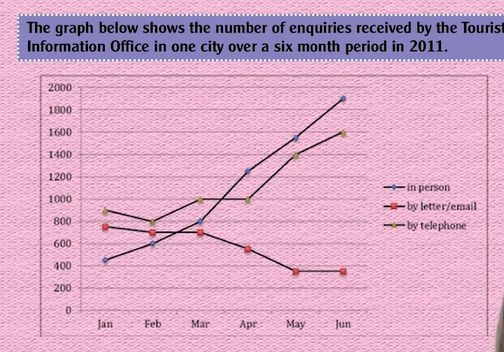 The graph below shows the number of enquiries received by the Tourist
Information Office in one city over a six month period in 2011.
2000
1800
1600
1400
1200
1000
800
600
400
200
0
Jan Feb Mar Apr May Jun
in person
by letter/email
by telephone